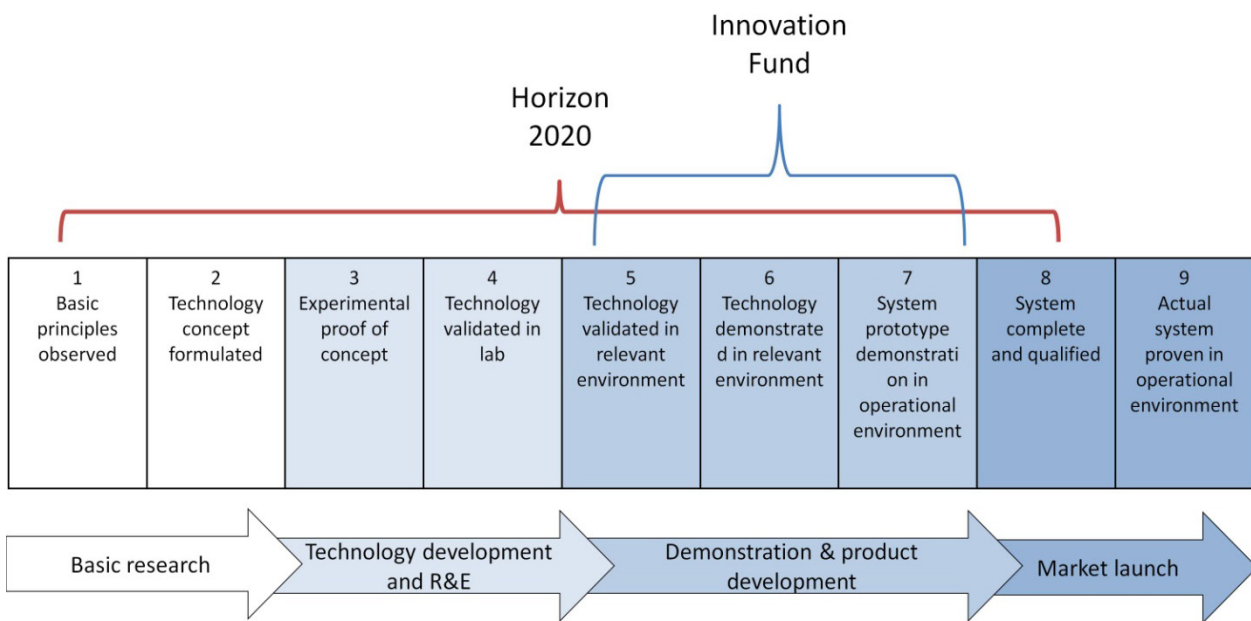 Innovation
Fund
Horizon
2020
1
Basic
principles
observed
2
Technology
concept
formulated
3
Experimental
proof of
concept
4
Technology
validated in
lab
5
Technology
validated in
relevant
environment
6
Technology
demonstrate
d in relevant
environment
7
System
prototype
demonstrati
on in
operational
environment
8
System
complete
and qualified
9
Actual
system
proven in
operational
environment
Basic research
Technology development
and R&E
Demonstration & product
development
Market launch